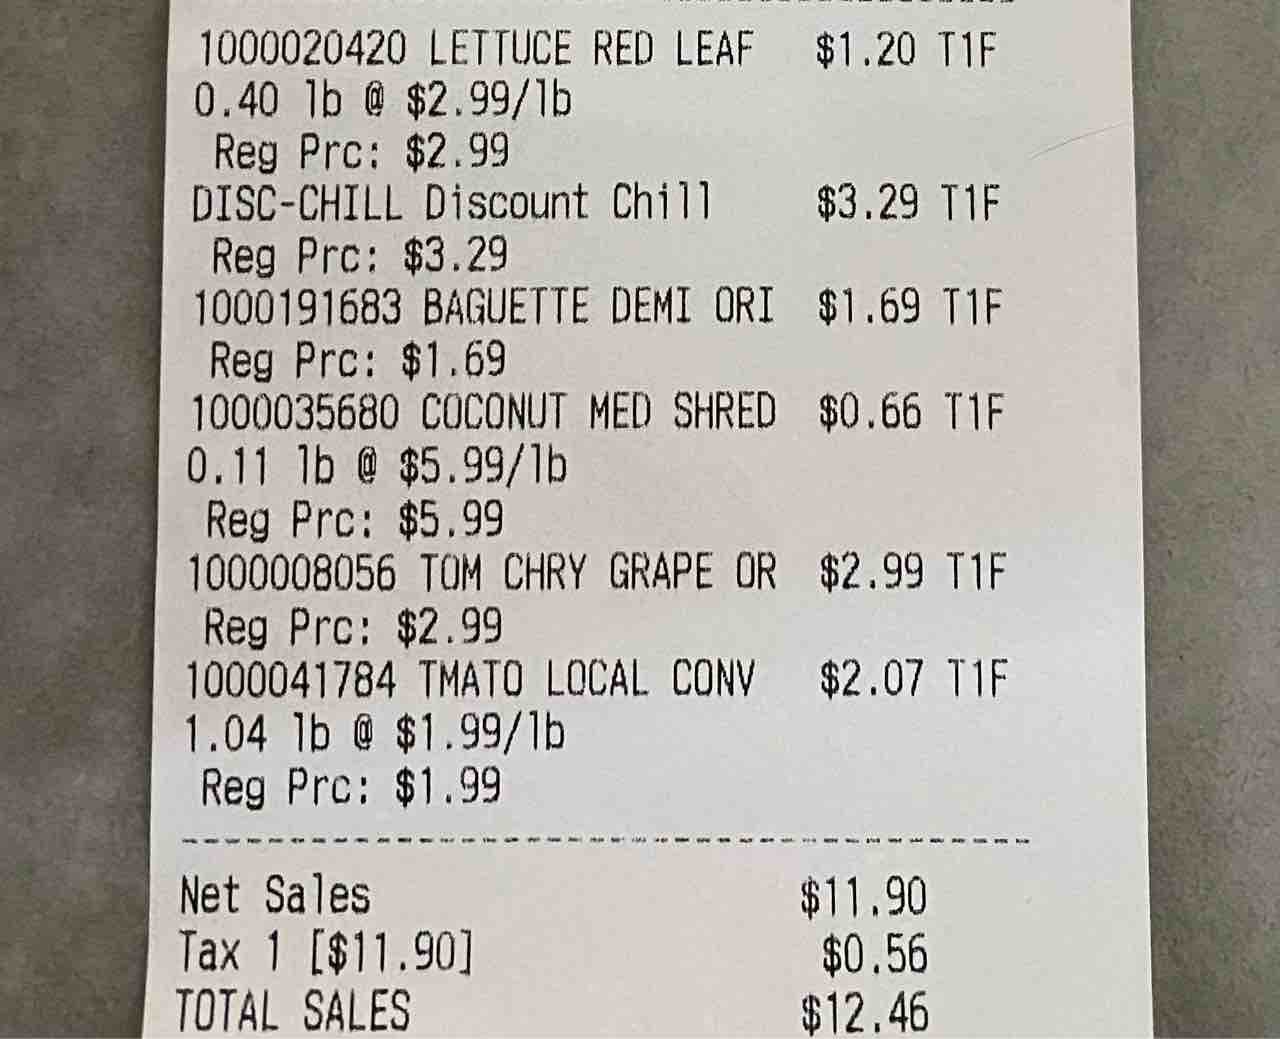 1000020420 LETTUCE RED LEAF $1.20 T1F
0.40 lb @ $2.99/lb
Reg Prc: $2.99
DISC-CHILL Discount Chill $3.29 T1F
Reg Prc: $3.29
1000191683 BAGUETTE DEMI ORI $1.69 T1F
Reg Prc: $1.69
1000035680 COCONUT MED SHRED $0.66 T1F
0.11 lb @ $5.99/lb
Reg Prc: $5.99
1000008056 TOM CHRY GRAPE OR $2.99 T1F
Reg Prc: $2.99
1000041784 TMATO LOCAL CONV $2.07 T1F
1.04 lb @ $1.99/lb
Reg Prc: $1.99
Net Sales $11.90
Tax 1 [$11.90] $0.56
TOTAL SALES $12.46